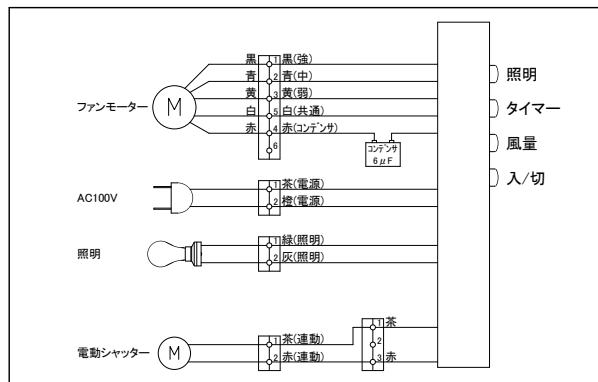 黒 1 黒(強)
青 2 青(中)
黄 3 黄(弱)
白 5 白(共通)
赤 4 赤(コンデンサ)
6
ファンモーター M
コンデンサ
6μF
照明
タイマー
風量
入/切
AC100V
1 茶(電源)
2 橙(電源)
照明
1 緑(照明)
2 灰(照明)
電動シャッター M
1 茶(連動)
2 赤(連動)
1 茶
2
3 赤